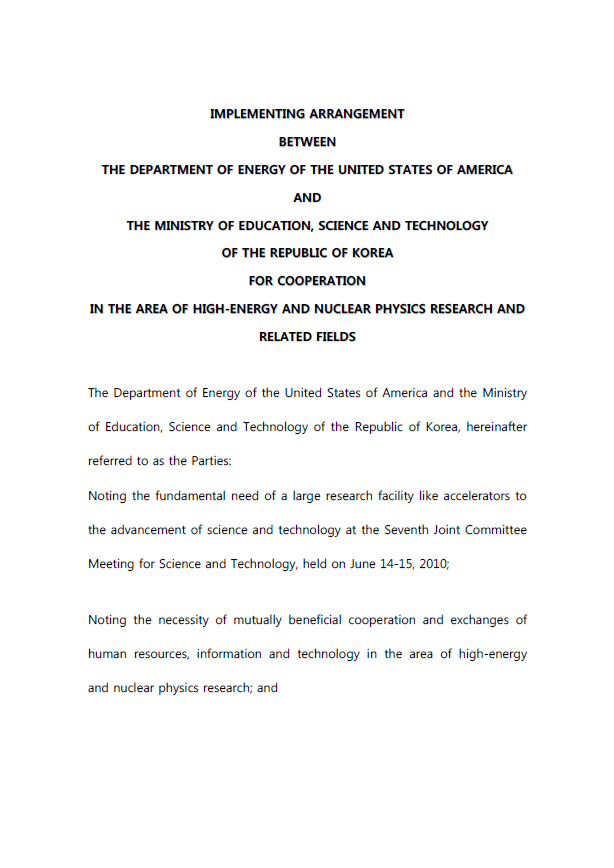 IMPLEMENTING ARRANGEMENT
BETWEEN
THE DEPARTMENT OF ENERGY OF THE UNITED STATES OF AMERICA
AND
THE MINISTRY OF EDUCATION, SCIENCE AND TECHNOLOGY
OF THE REPUBLIC OF KOREA
FOR COOPERATION
IN THE AREA OF HIGH-ENERGY AND NUCLEAR PHYSICS RESEARCH AND
RELATED FIELDS
The Department of Energy of the United States of America and the Ministry
of Education, Science and Technology of the Republic of Korea, hereinafter
referred to as the Parties:
Noting the fundamental need of a large research facility like accelerators to
the advancement of science and technology at the Seventh Joint Committee
Meeting for Science and Technology, held on June 14-15, 2010;
Noting the necessity of mutually beneficial cooperation and exchanges of
human resources, information and technology in the area of high-energy
and nuclear physics research; and